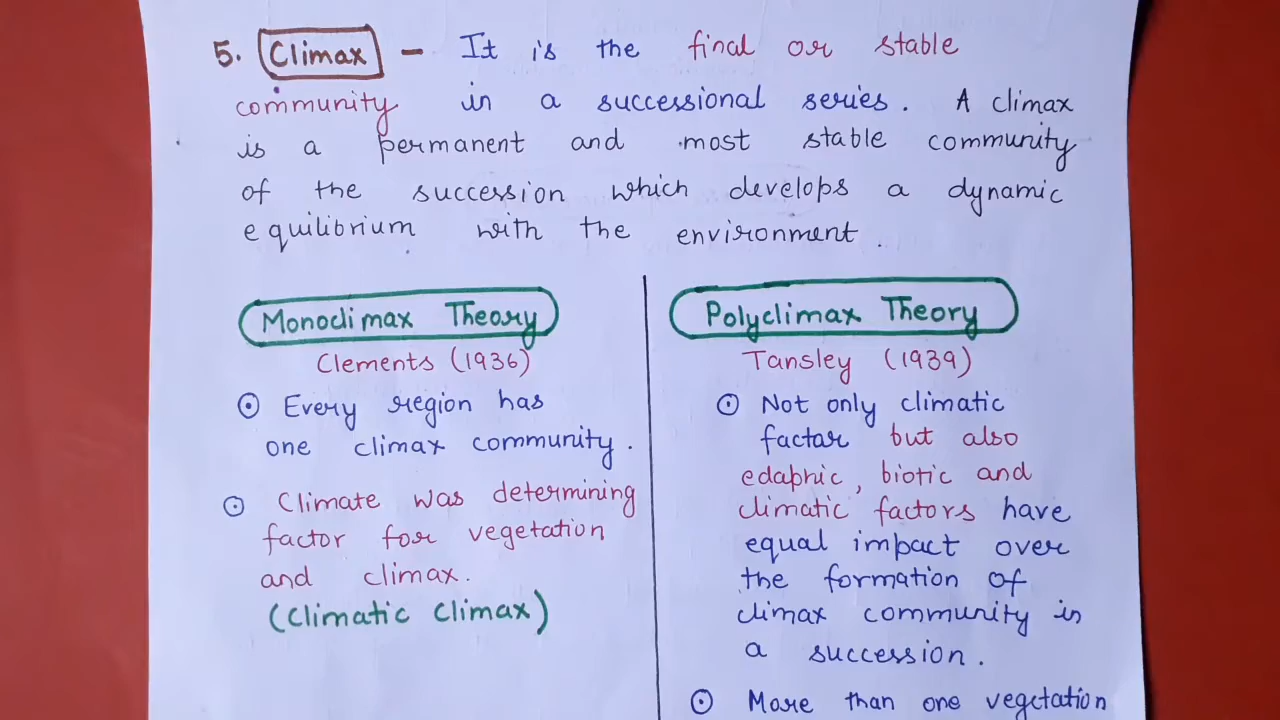 5. Climax - It is the final or stable
community in a successional series. A climax
is a permanent and most stable community
of the succession which develops a dynamic
equilibrium with the environment.
Monoclimax Theory
Clements (1936)
⊙ Every region has
one climax community.
⊙ Climate was determining
factor for vegetation
and climax.
(Climatic Climax)
Polyclimax Theory
Tansley (1939)
⊙ Not only climatic
factar but also
edaphic, biotic and
climatic factors have
equal impact over
the formation of
climax community in
a succession.
⊙ More than one vegetation